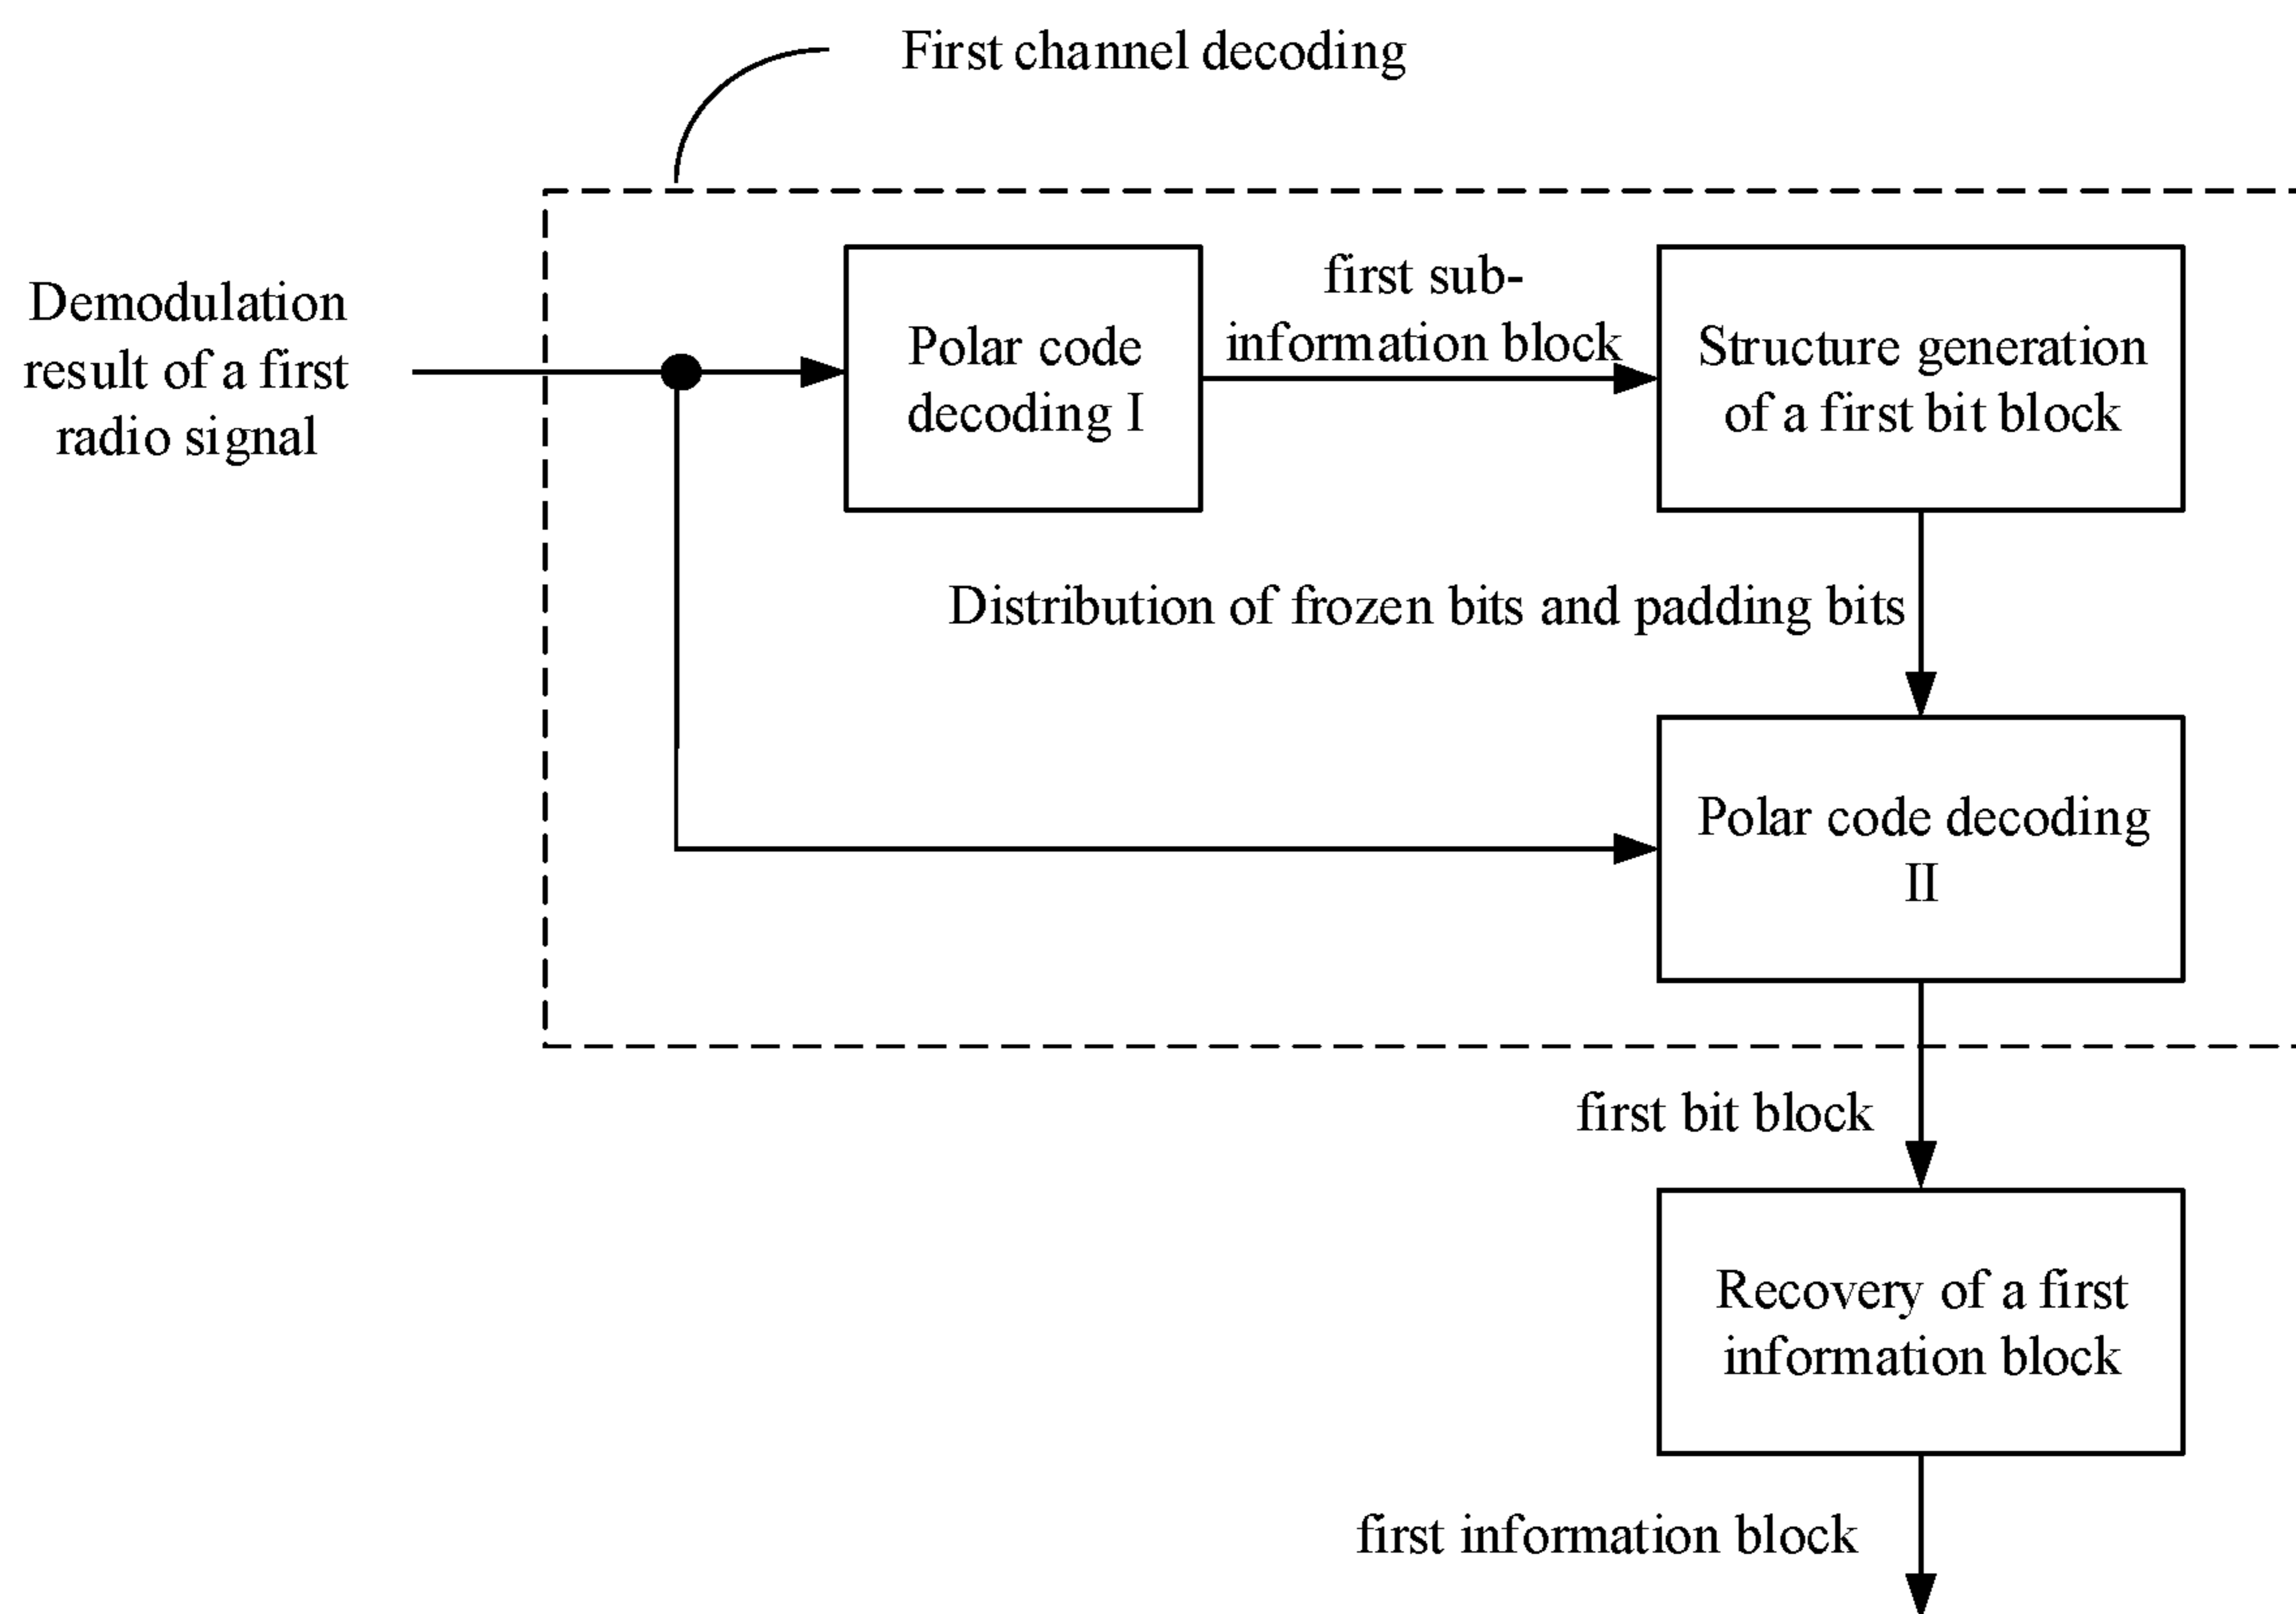 First channel decoding
Demodulation
result of a first
radio signal
Polar code
decoding I
first sub-
information block
Structure generation
of a first bit block
Distribution of frozen bits and padding bits
Polar code decoding
II
first bit block
Recovery of a first
information block
first information block